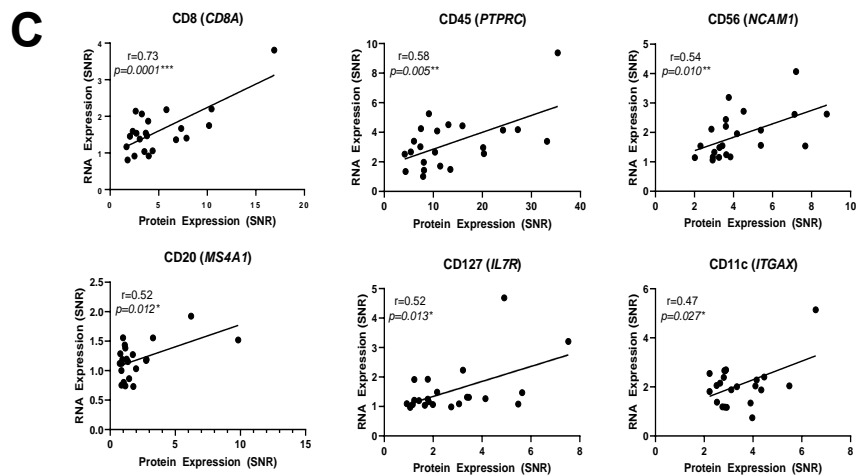 C
CD8 (CD8A)
r=0.73
p=0.0001***
RNA Expression (SNR)
4
3
2
1
0
0
5
10
15
20
Protein Expression (SNR)
CD45 (PTPRC)
r=0.58
p=0.005**
RNA Expression (SNR)
10
8
6
4
2
0
0
10
20
30
40
Protein Expression (SNR)
CD56 (NCAM1)
r=0.54
p=0.010**
RNA Expression (SNR)
5
4
3
2
1
0
0
2
4
6
8
10
Protein Expression (SNR)
CD20 (MS4A1)
r=0.52
p=0.012*
RNA Expression (SNR)
2.5
2.0
1.5
1.0
0.5
0.0
0
5
10
15
Protein Expression (SNR)
CD127 (IL7R)
r=0.52
p=0.013*
RNA Expression (SNR)
5
4
3
2
1
0
0
2
4
6
8
Protein Expression (SNR)
CD11c (ITGAX)
r=0.47
p=0.027*
RNA Expression (SNR)
6
4
2
0
0
2
4
6
8
Protein Expression (SNR)